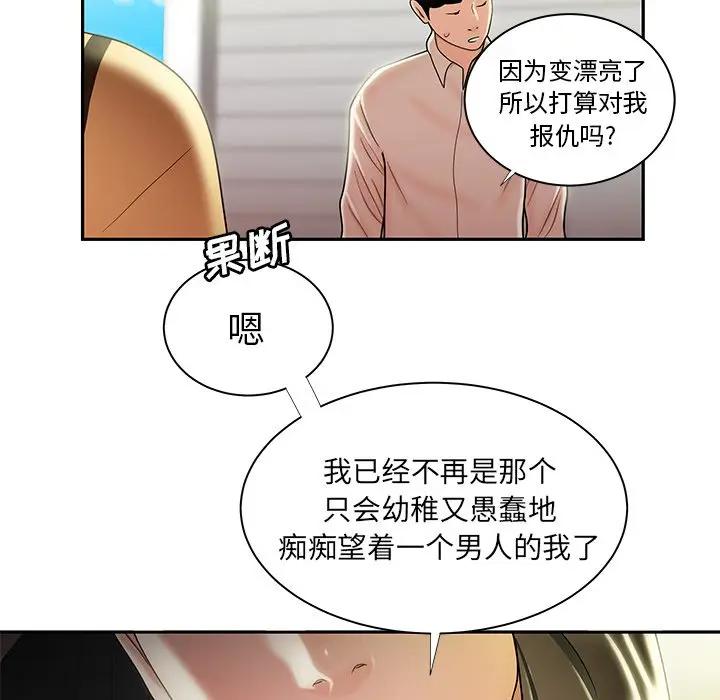 因为变漂亮了
所以打算对我
报仇吗?
果断
嗯
我已经不再是那个
只会幼稚又愚蠢地
痴痴望着一个男人的我了